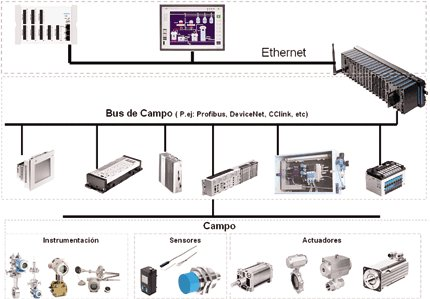 Ethernet
Bus de Campo ( P.ej: Profibus, DeviceNet, CClink, etc)
Campo
Instrumentación
Sensores
Actuadores